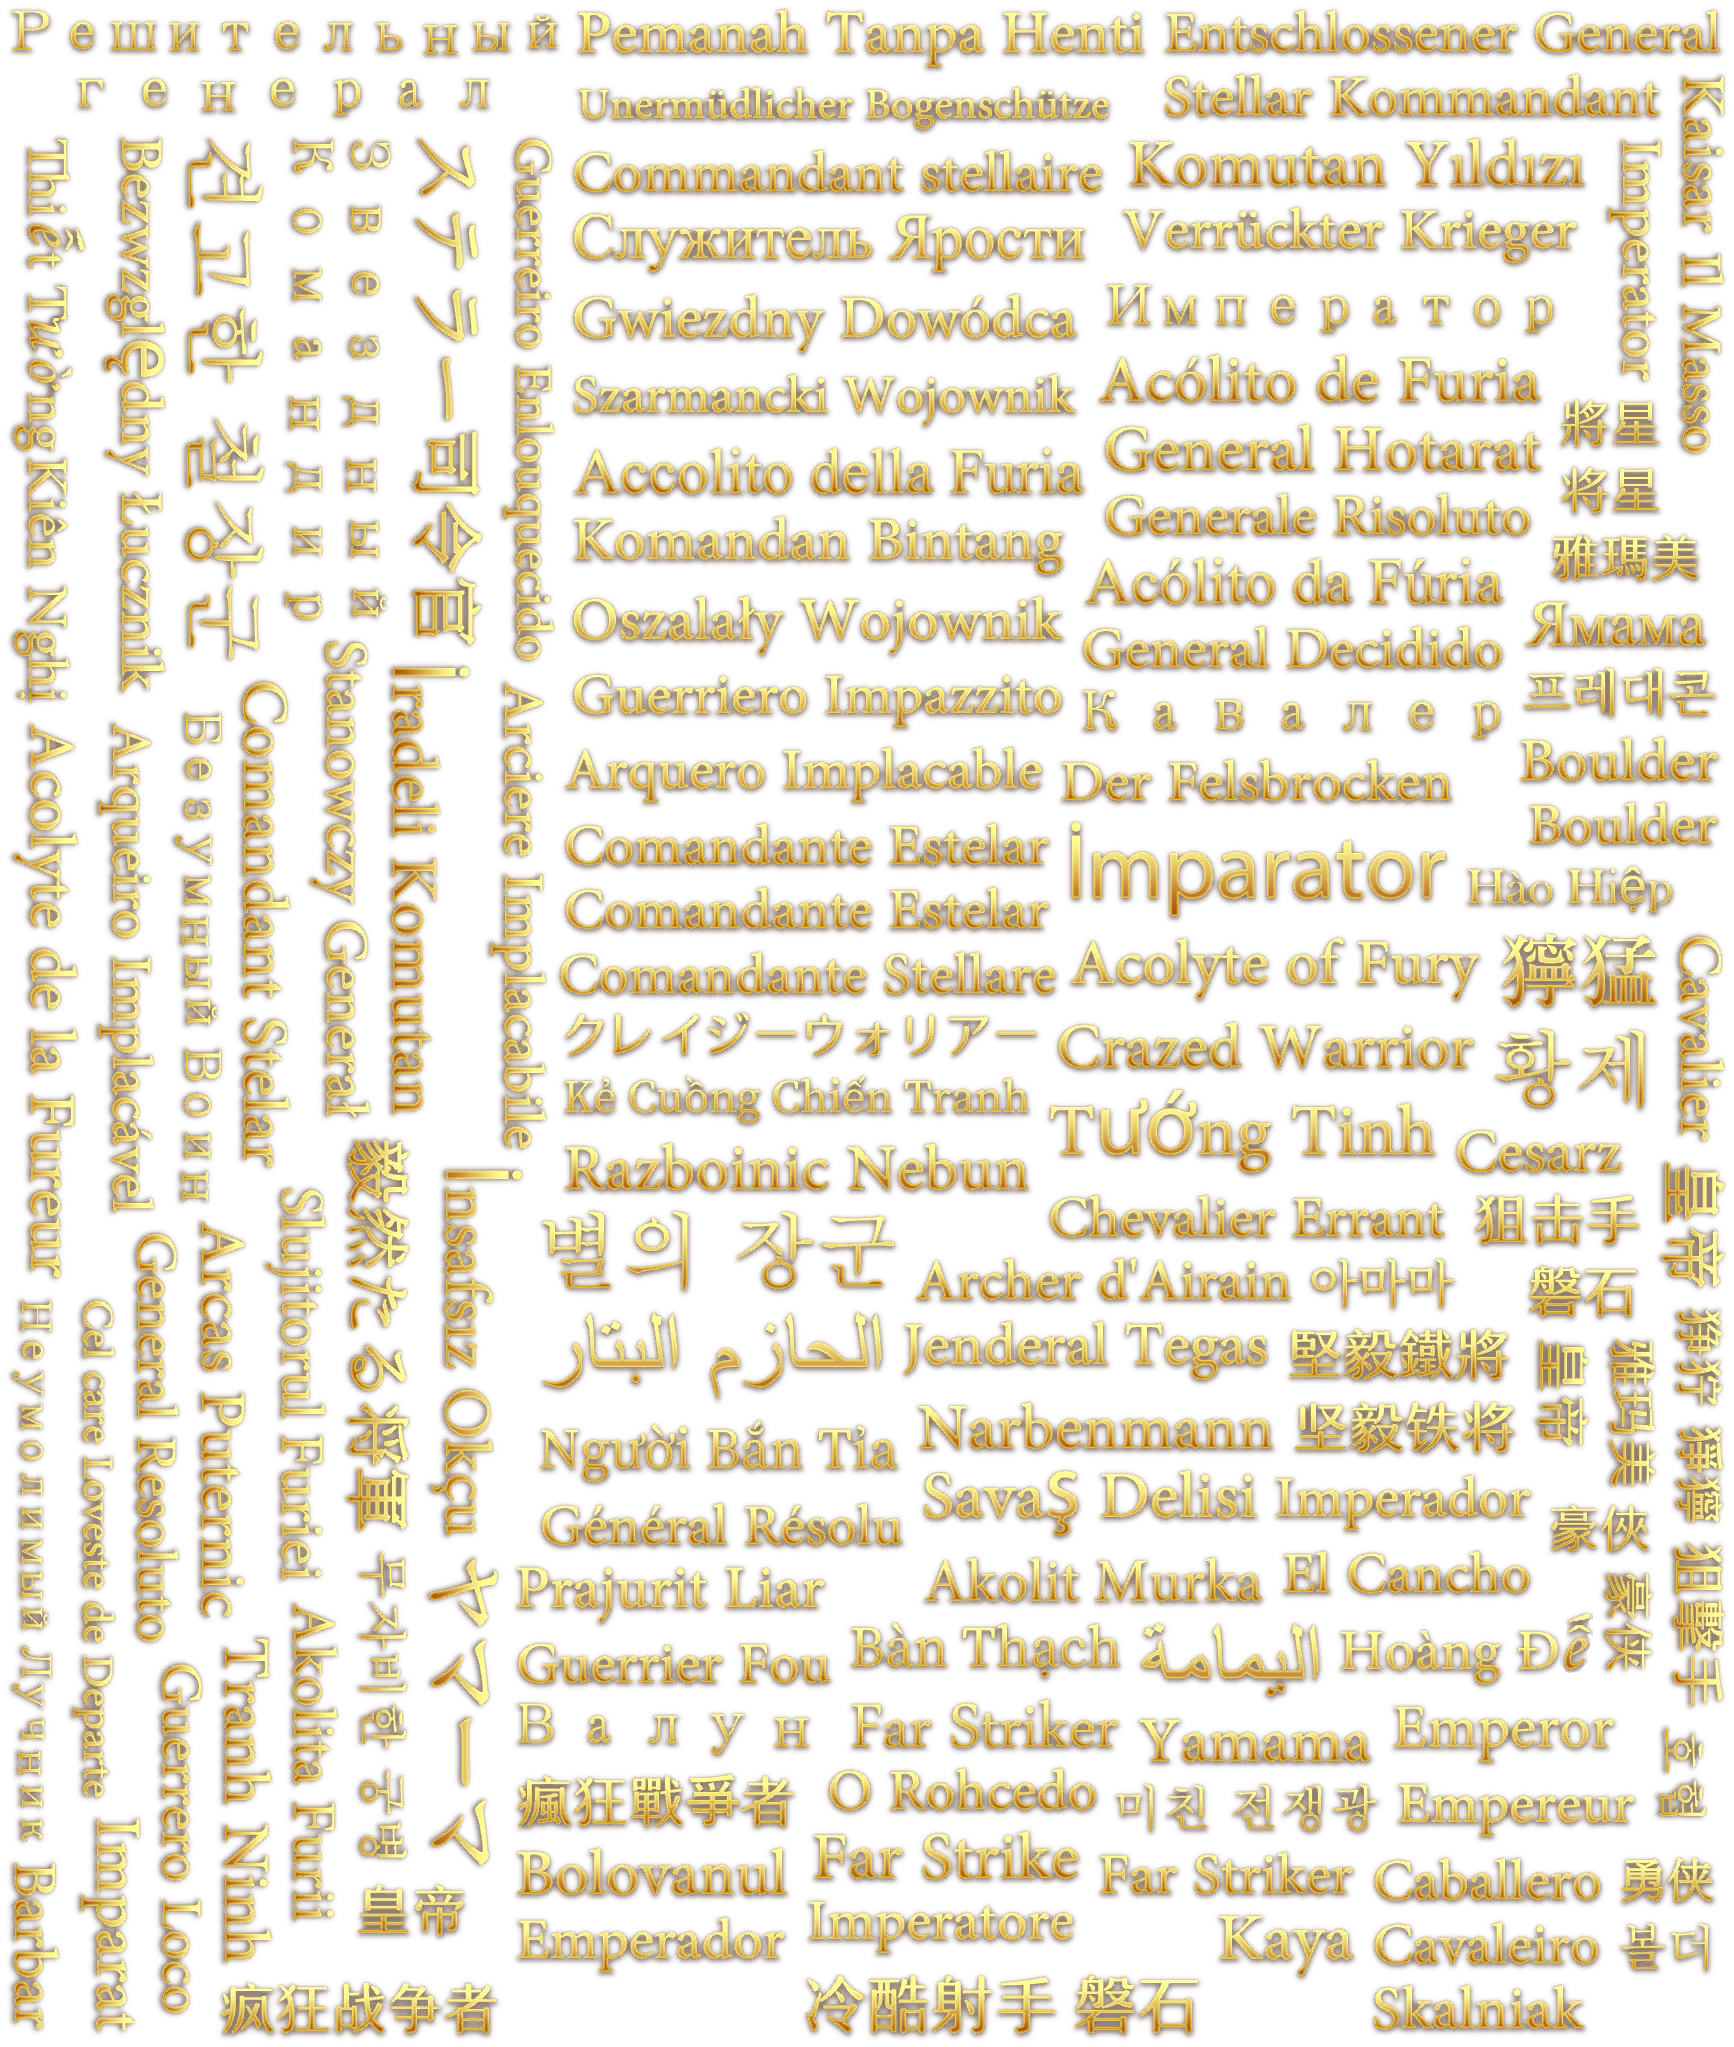 Решительный
генерал
Pemanah Tanpa Henti
Entschlossener General
Unermüdlicher Bogenschütze
Stellar Kommandant
Kaisar Il Masso
Imperator
Thiết Tướng Kiên Nghị
Bezwzględny Łucznik
전고한 철장군
Звездный
Командир
ステラー司令官
Guerreiro Enlouquecido
Commandant stellaire
Komutan Yıldızı
Служитель Ярости
Verrückter Krieger
Gwiezdny Dowódca
Император
Szarmancki Wojownik
Acólito de Furia
將星
Accolito della Furia
General Hotarat
将星
Komandan Bintang
Generale Risoluto
雅瑪美
Oszalały Wojownik
Acólito da Fúria
Ямама
Guerriero Impazzito
General Decidido
프레대콘
Кавалер
Arquero Implacable
Der Felsbrocken
Boulder
Comandante Estelar
İmparator
Boulder
Comandante Estelar
Hào Hiệp
Comandante Stellare
Acolyte of Fury
獰猛
Cavalier
クレイジーウォリアー
Crazed Warrior
황제
Kẻ Cuồng Chiến Tranh
Tướng Tinh
Cesarz
Razboinic Nebun
Chevalier Errant
狙击手
皇帝
Stanowczy General
İradeli Komutan
Arciere Implacabile
Comandant Stelar
Безумный Воин
Arqueiro Implacável
Acolyte de la Fureur
별의 장군
Archer d'Airain
아마마
磐石
الحازم البتار
Jenderal Tegas
堅毅鐵將
皇帝
雅玛美
狰狞
獰猙
Người Bắn Tỉa
Narbenmann
坚毅铁将
Général Résolu
SavaŞ Delisi
Imperador
豪俠
豪侠
狙擊手
Prajurit Liar
Akolit Murka
El Cancho
Guerrier Fou
Bàn Thạch
اليمامة
Hoàng Đế
Валун
Far Striker
Yamama
Emperor
호협
瘋狂戰爭者
O Rohcedo
미친 전쟁광
Empereur
Bolovanul
Far Strike
Far Striker
Caballero
勇侠
Emperador
Imperatore
Kaya
Cavaleiro
볼더
毅然たる将軍
İnsafsız Okçu
Slujitorul Furiei
Arcas Puternic
General Resoluto
Cel care Loveste de Departe
Неумолимый Лучник
무자비한 궁병
ヤマーマ
Akolita Furii
Tranh Ninh
Guerrero Loco
Imparat
Barbar
皇帝
疯狂战争者
冷酷射手
磐石
Skalniak